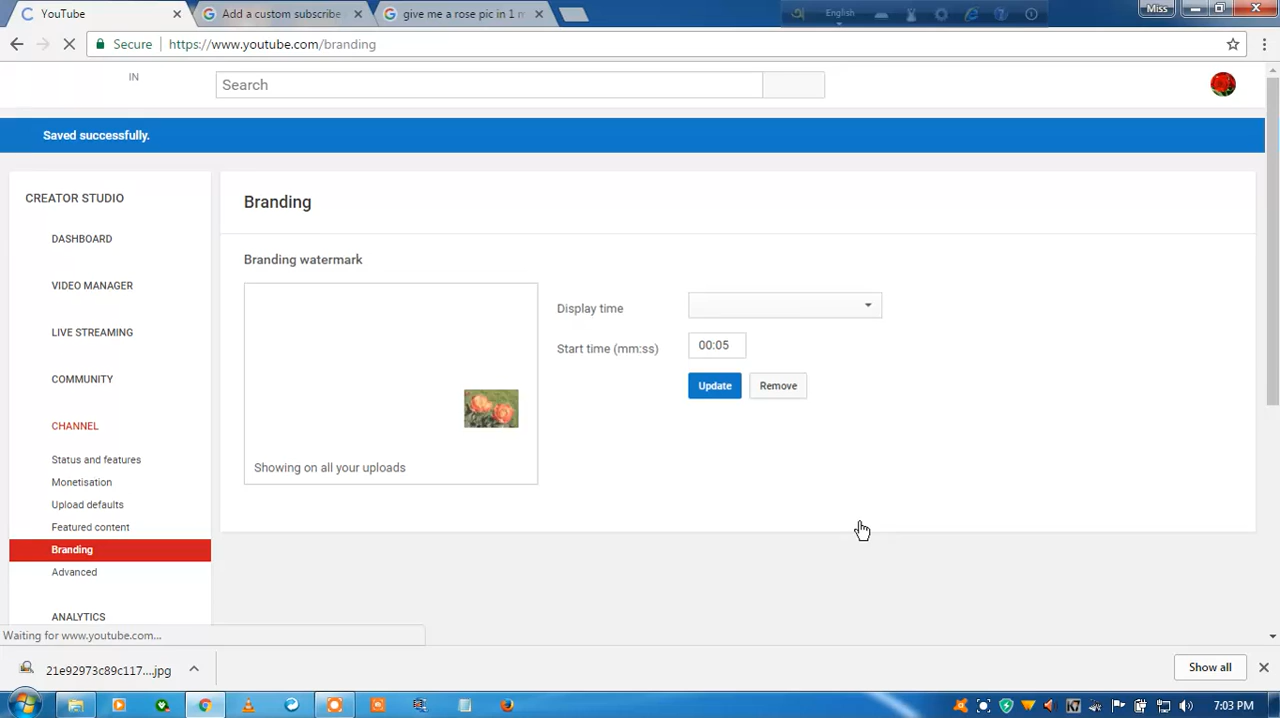 YouTube
Add a custom subscribe
give me a rose pic in 1 m
English
Miss
Secure
https://www.youtube.com/branding
IN
Search
Saved successfully.
CREATOR STUDIO
DASHBOARD
VIDEO MANAGER
LIVE STREAMING
COMMUNITY
CHANNEL
Status and features
Monetisation
Upload defaults
Featured content
Branding
Advanced
ANALYTICS
Branding
Branding watermark
Showing on all your uploads
Display time
Start time (mm:ss)
00:05
Update
Remove
Waiting for www.youtube.com...
21e92973c89c117....jpg
Show all
7:03 PM